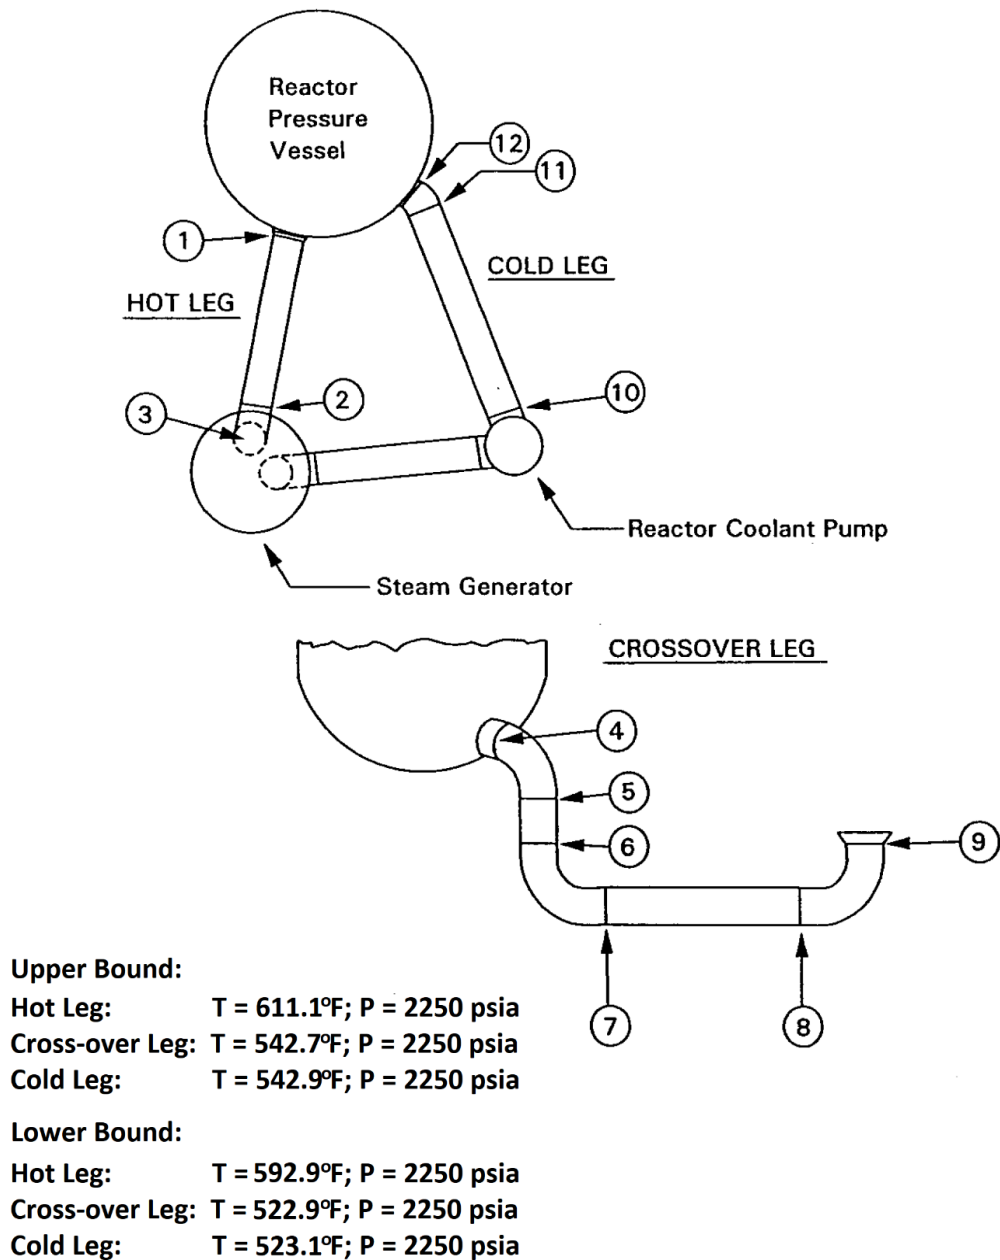 Reactor
Pressure
Vessel
12
11
1
COLD LEG
HOT LEG
2
10
3
Reactor Coolant Pump
Steam Generator
CROSSOVER LEG
4
5
6
9
7
8
Upper Bound:
Hot Leg: T = 611.1ºF; P = 2250 psia
Cross-over Leg: T = 542.7ºF; P = 2250 psia
Cold Leg: T = 542.9ºF; P = 2250 psia
Lower Bound:
Hot Leg: T = 592.9ºF; P = 2250 psia
Cross-over Leg: T = 522.9ºF; P = 2250 psia
Cold Leg: T = 523.1ºF; P = 2250 psia